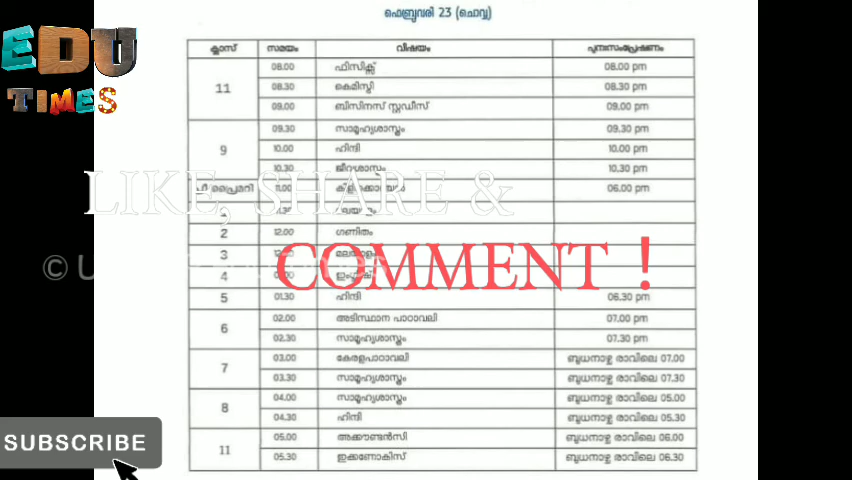 ഫെബ്രുവരി 23 (ചൊവ്വ)
EDU
TIMES
ക്ലാസ് സമയം വിഷയം പുനഃസംപ്രേഷണം
11
08.00 ഫിസിക്സ് 08.00 pm
08.30 കെമിസ്ട്രി 08.30 pm
09.00 ബിസിനസ് സ്റ്റഡീസ് 09.00 pm
9
09.30 സാമൂഹ്യശാസ്ത്രം 09.30 pm
10.00 ഹിന്ദി 10.00 pm
10.30 ജീവശാസ്ത്രം 10.30 pm
പ്രൈമറി 11.00 06.00 pm
LIKE, SHARE &
2 12.00 ഗണിതം
3 മലയാളം
COMMENT !
©
4 ഇംഗ്ലീഷ്
5 01.30 ഹിന്ദി 06.30 pm
6
02.00 അടിസ്ഥാന പാഠാവലി 07.00 pm
02.30 സാമൂഹ്യശാസ്ത്രം 07.30 pm
7
03.00 കേരളപാഠാവലി ബുധനാഴ്ച രാവിലെ 07.00
03.30 സാമൂഹ്യശാസ്ത്രം ബുധനാഴ്ച രാവിലെ 07.30
8
04.00 സാമൂഹ്യശാസ്ത്രം ബുധനാഴ്ച രാവിലെ 05.00
04.30 ഹിന്ദി ബുധനാഴ്ച രാവിലെ 05.30
11
05.00 അക്കൗണ്ടൻസി ബുധനാഴ്ച രാവിലെ 06.00
05.30 ഇക്കണോമിക്സ് ബുധനാഴ്ച രാവിലെ 06.30
SUBSCRIBE